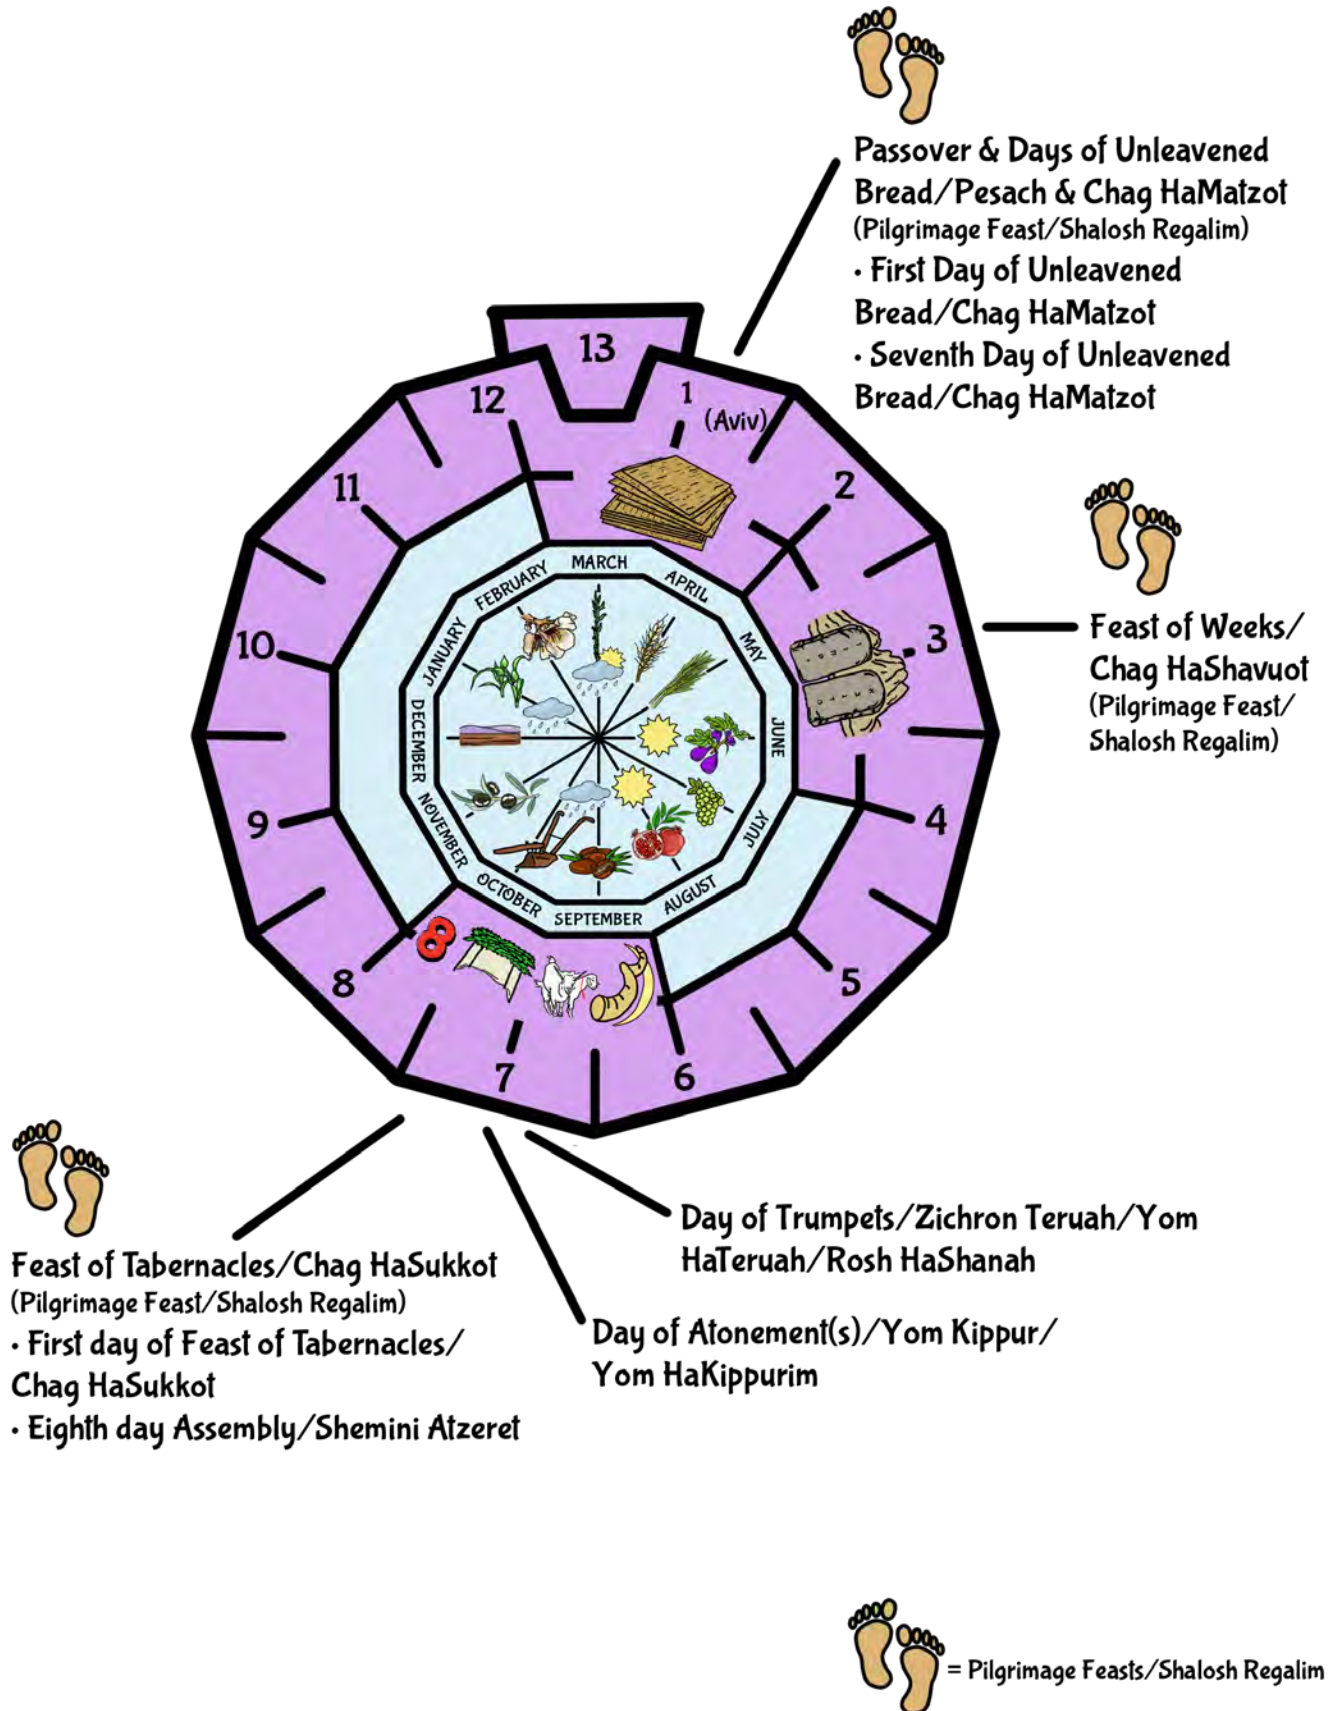 Passover & Days of Unleavened
Bread/Pesach & Chag HaMatzot
(Pilgrimage Feast/Shalosh Regalim)
• First Day of Unleavened
Bread/Chag HaMatzot
• Seventh Day of Unleavened
Bread/Chag HaMatzot
13
12
1
(Aviv)
11
2
10
3
9
4
8
5
7
6
MARCH
APRIL
MAY
JUNE
JULY
AUGUST
SEPTEMBER
OCTOBER
NOVEMBER
DECEMBER
JANUARY
FEBRUARY
8
Feast of Weeks/
Chag HaShavuot
(Pilgrimage Feast/
Shalosh Regalim)
Day of Trumpets/Zichron Teruah/Yom
HaTeruah/Rosh HaShanah
Day of Atonement(s)/Yom Kippur/
Yom HaKippurim
Feast of Tabernacles/Chag HaSukkot
(Pilgrimage Feast/Shalosh Regalim)
• First day of Feast of Tabernacles/
Chag HaSukkot
• Eighth day Assembly/Shemini Atzeret
= Pilgrimage Feasts/Shalosh Regalim